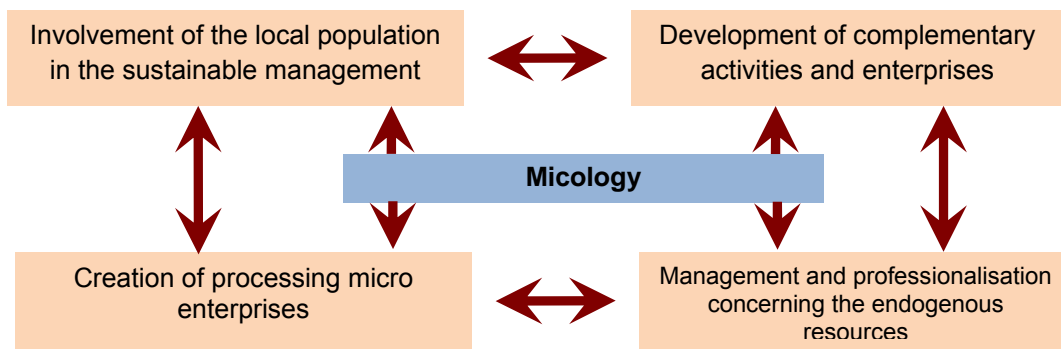 Involvement of the local population
in the sustainable management
Development of complementary
activities and enterprises
Micology
Creation of processing micro
enterprises
Management and professionalisation
concerning the endogenous
resources